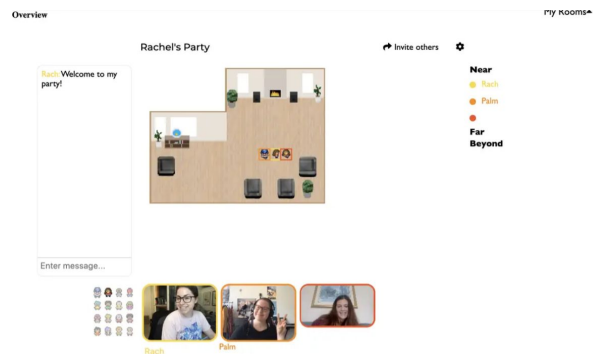 Overview
My Rooms
Rachel's Party
Invite others
Rach Welcome to my
party!
Near
Rach
Palm
Far
Beyond
Enter message...
Rach
Palm